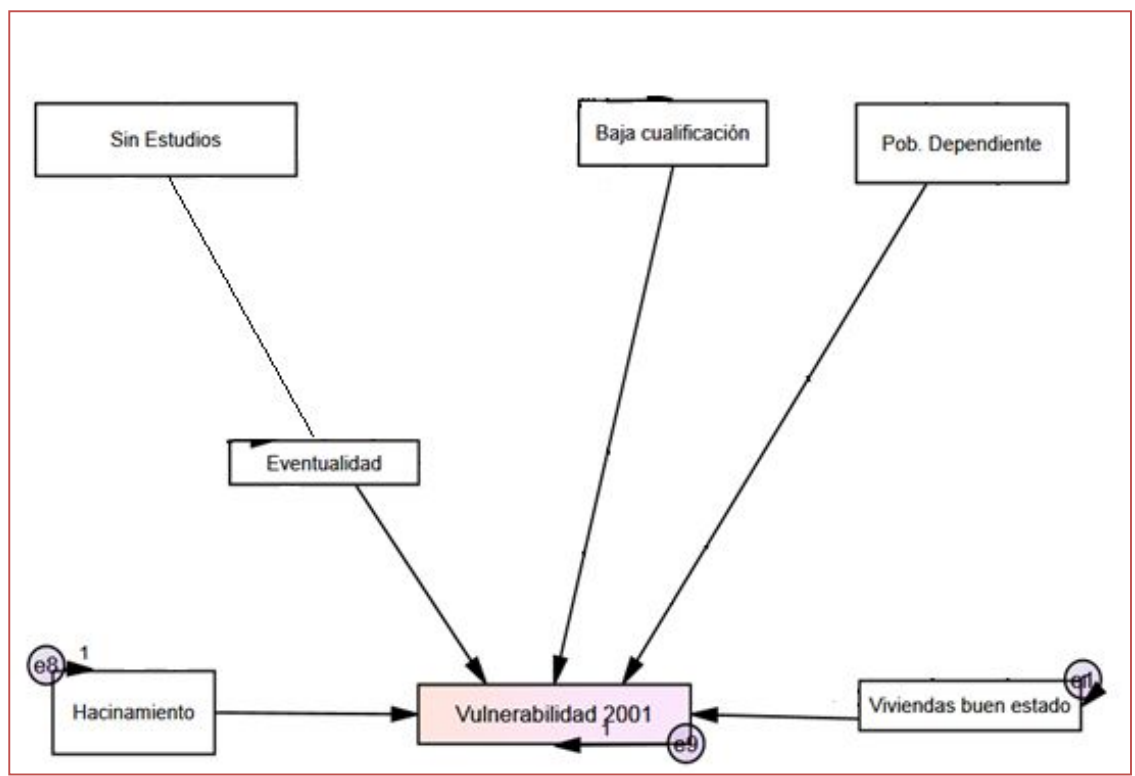 Sin Estudios
Baja cualificación
Pob. Dependiente
Eventualidad
e8
1
Hacinamiento
Vulnerabilidad 2001
1
e9
Viviendas buen estado